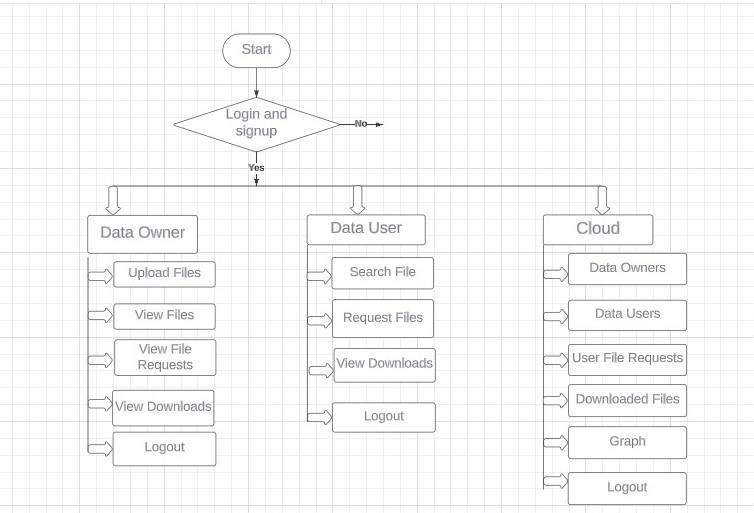 Start
Login and
signup
No
Yes
Data Owner
Upload Files
View Files
View File
Requests
View Downloads
Logout
Data User
Search File
Request Files
View Downloads
Logout
Cloud
Data Owners
Data Users
User File Requests
Downloaded Files
Graph
Logout